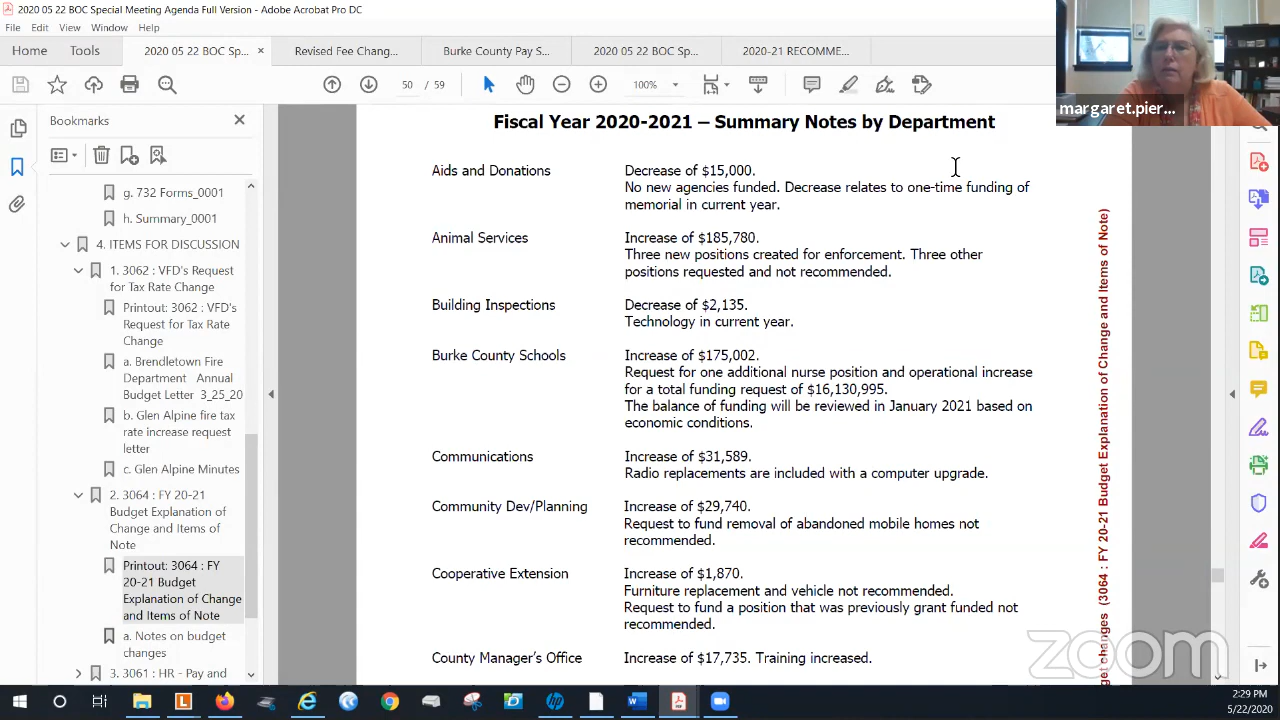 2020 05 22 BOC Special Meeting Agenda Full Version - Adobe Acrobat Pro DC
File Edit View Window Help
Home Tools 2020 05 22 BOC S... × Revised Fee Burke County Pay S 2020 05 22 BOC Sp... 2020-21 RECOMME...
50 / 59 100%
margaret.pier...
Bookmarks
g. 732 Forms_0001
h. Summary_0001
4. ITEMS FOR DISCUSSION
1. 3062 : VFD's Request
for Tax Rate Change
Printout: 3062 : VFD's
Request for Tax Rate
Change
a. Brendletown Fire
Department Annual
Budget Letter 3_25_20
b. Glen Alpine fire tax
rate increase request
letter
c. Glen Alpine Minutes
2. 3064 : FY 20-21
Budget Explanation of
Change and Items of
Note
Printout: 3064 : FY
20-21 Budget
Explanation of Change
and Items of Note
a. Notes on budget
changes
3. 3061 : HR - Pay and
Fiscal Year 2020-2021 – Summary Notes by Department
Aids and Donations Decrease of $15,000.
No new agencies funded. Decrease relates to one-time funding of
memorial in current year.
Animal Services Increase of $185,780.
Three new positions created for enforcement. Three other
positions requested and not recommended.
Building Inspections Decrease of $2,135.
Technology in current year.
Burke County Schools Increase of $175,002.
Request for one additional nurse position and operational increase
for a total funding request of $16,130,995.
The balance of funding will be reviewed in January 2021 based on
economic conditions.
Communications Increase of $31,589.
Radio replacements are included with a computer upgrade.
Community Dev/Planning Increase of $29,740.
Request to fund removal of abandoned mobile homes not
recommended.
Cooperative Extension Increase of $1,870.
Furniture replacement and vehicle not recommended.
Request to fund a position that was previously grant funded not
recommended.
County Manager's Office Increase of $17,735. Training increased.
get changes (3064 : FY 20-21 Budget Explanation of Change and Items of Note)
zoom
2:29 PM
5/22/2020